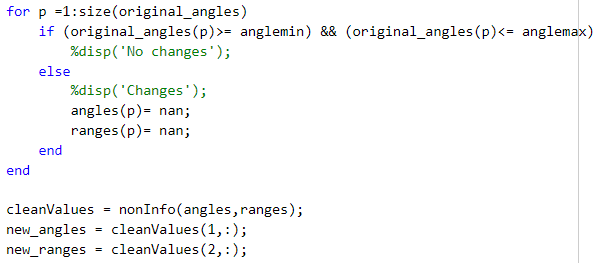 for p =1:size(original_angles)
    if (original_angles(p)>= anglemin) && (original_angles(p)<= anglemax)
        %disp('No changes');
    else
        %disp('Changes');
        angles(p)= nan;
        ranges(p)= nan;
    end
end

cleanValues = nonInfo(angles,ranges);
new_angles = cleanValues(1,:);
new_ranges = cleanValues(2,:);